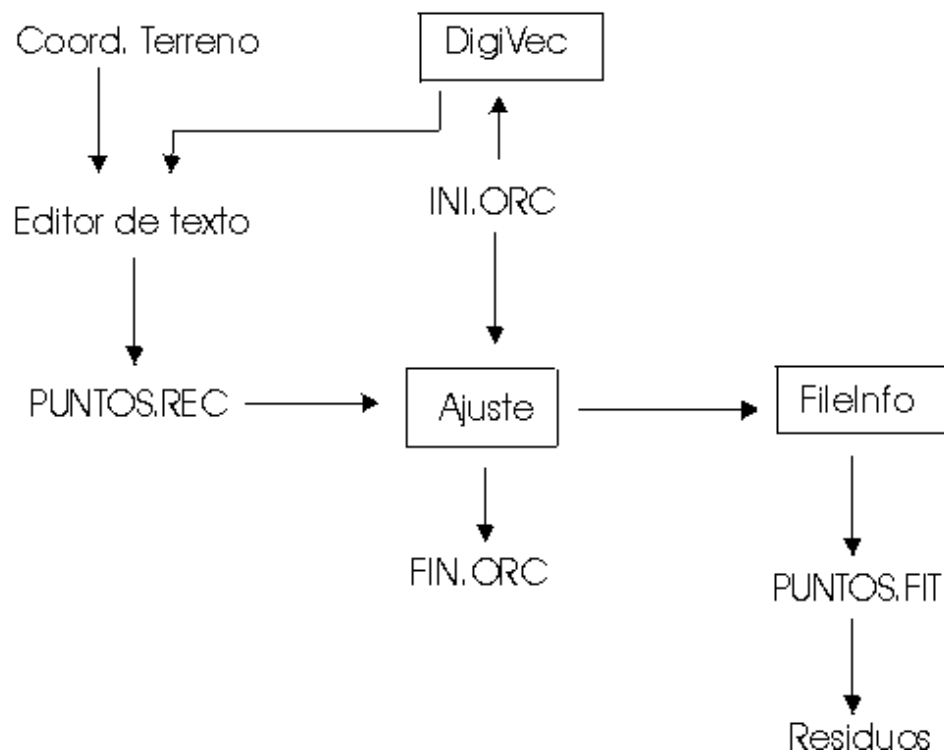 Coord. Terreno
DigiVec
INI.ORC
Editor de texto
PUNTOS.REC
Ajuste
FileInfo
FIN.ORC
PUNTOS.FIT
Residuos